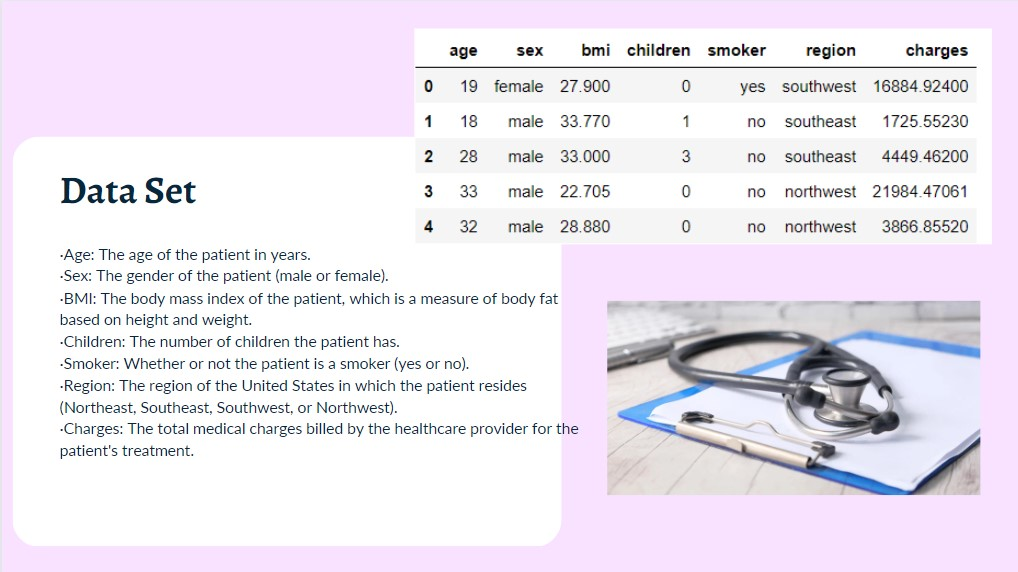 age sex bmi children smoker region charges
0 19 female 27.900 0 yes southwest 16884.92400
1 18 male 33.770 1 no southeast 1725.55230
2 28 male 33.000 3 no southeast 4449.46200
3 33 male 22.705 0 no northwest 21984.47061
4 32 male 28.880 0 no northwest 3866.85520
Data Set
·Age: The age of the patient in years.
·Sex: The gender of the patient (male or female).
·BMI: The body mass index of the patient, which is a measure of body fat
based on height and weight.
·Children: The number of children the patient has.
·Smoker: Whether or not the patient is a smoker (yes or no).
·Region: The region of the United States in which the patient resides
(Northeast, Southeast, Southwest, or Northwest).
·Charges: The total medical charges billed by the healthcare provider for the
patient's treatment.